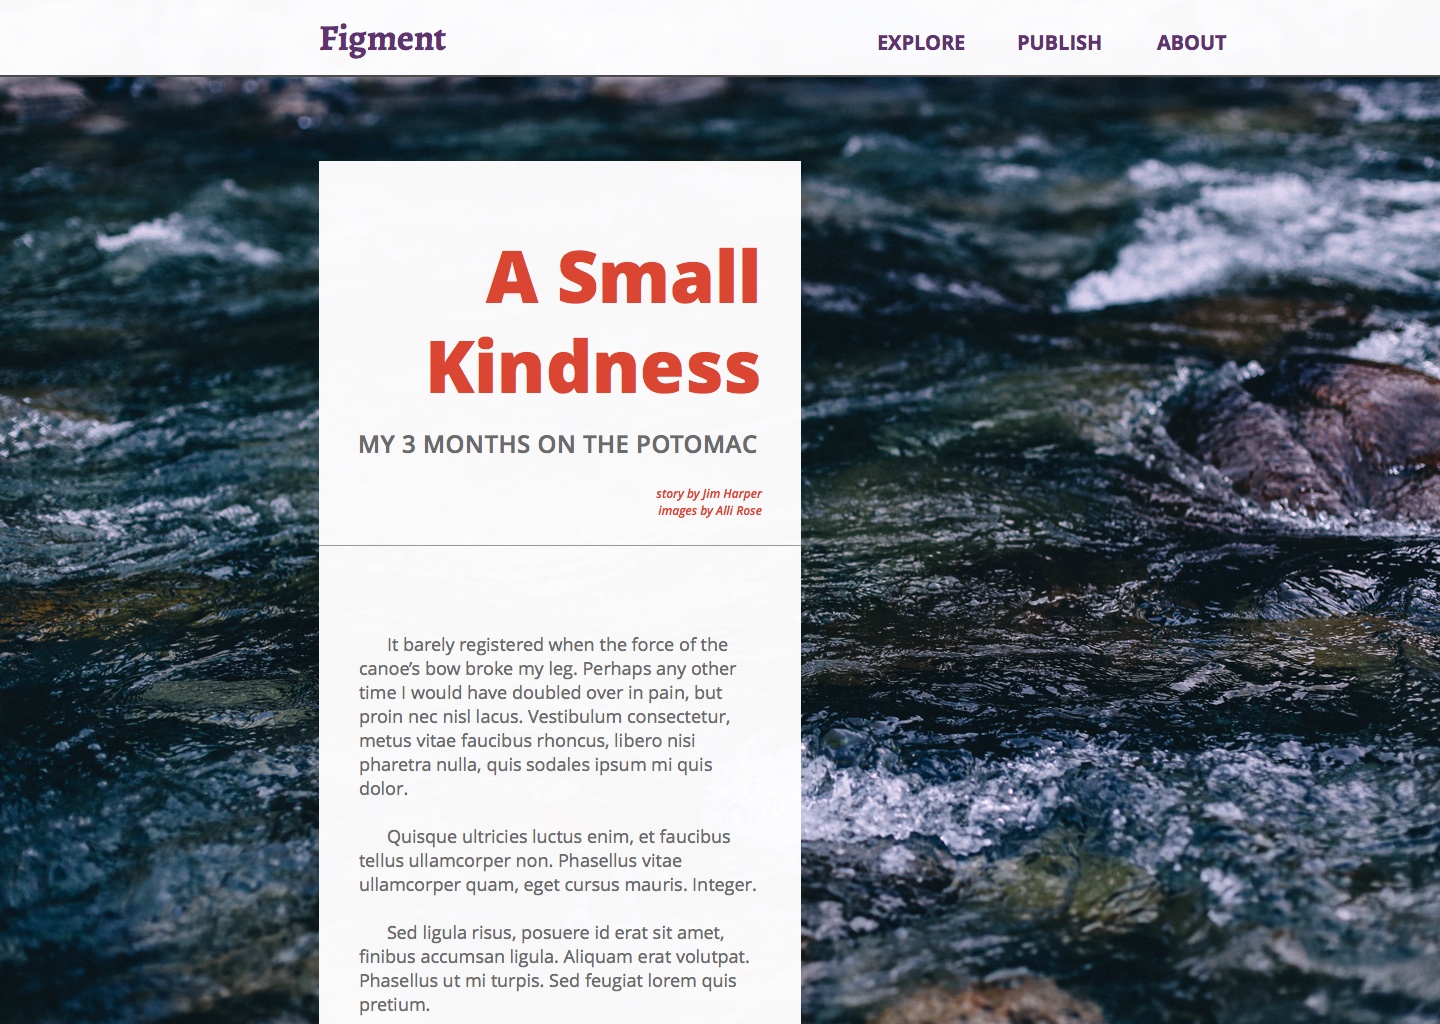 Figment
EXPLORE PUBLISH ABOUT
A Small
Kindness
MY 3 MONTHS ON THE POTOMAC
story by Jim Harper
images by Alli Rose
It barely registered when the force of the
canoe’s bow broke my leg. Perhaps any other
time I would have doubled over in pain, but
proin nec nisl lacus. Vestibulum consectetur,
metus vitae faucibus rhoncus, libero nisi
pharetra nulla, quis sodales ipsum mi quis
dolor.
Quisque ultricies luctus enim, et faucibus
tellus ullamcorper non. Phasellus vitae
ullamcorper quam, eget cursus mauris. Integer.
Sed ligula risus, posuere id erat sit amet,
finibus accumsan ligula. Aliquam erat volutpat.
Phasellus ut mi turpis. Sed feugiat lorem quis
pretium.